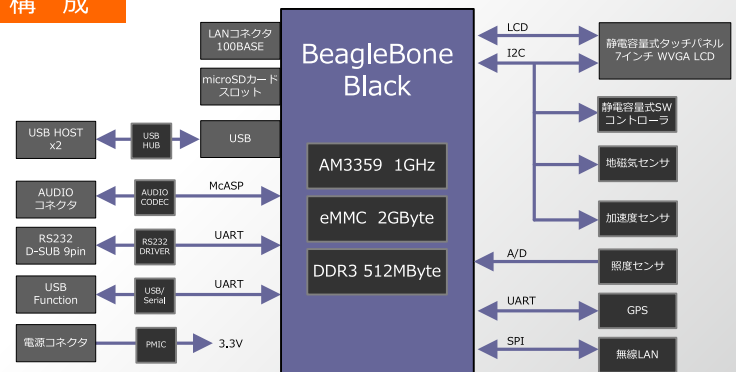 構 成
LANコネクタ
100BASE
microSDカード
スロット
USB HOST
x2
USB
HUB
USB
AUDIO
コネクタ
AUDIO
CODEC
McASP
RS232
D-SUB 9pin
RS232
DRIVER
UART
USB
Function
USB/
Serial
UART
電源コネクタ
PMIC
3.3V
BeagleBone
Black
AM3359 1GHz
eMMC 2GByte
DDR3 512MByte
LCD
I2C
静電容量式タッチパネル
7インチ WVGA LCD
静電容量式SW
コントローラ
地磁気センサ
加速度センサ
A/D
照度センサ
UART
GPS
SPI
無線LAN